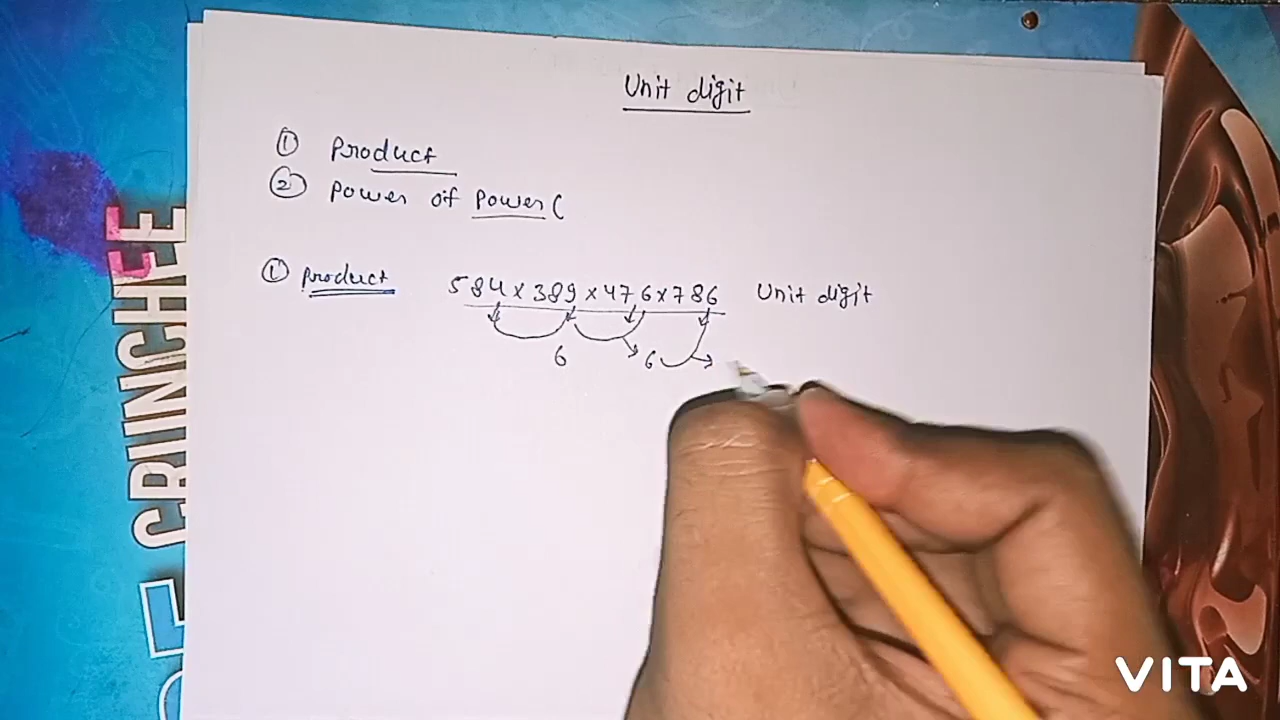 Unit digit
① Product
② Power of Power (
① Product 584 × 389 × 476 × 786 Unit digit
6 6
CRUNCHEE
VITA